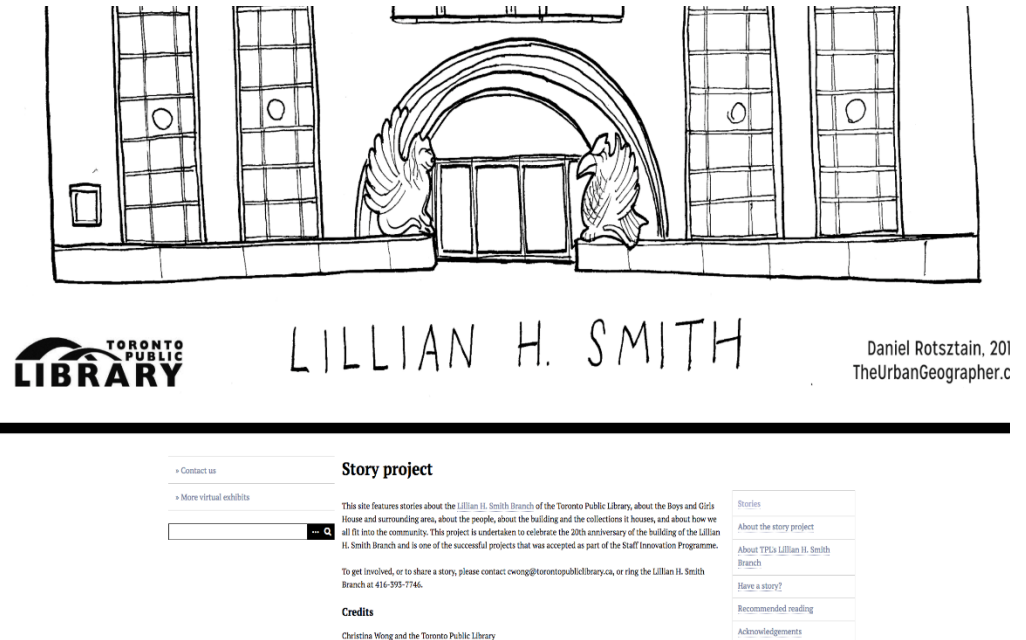 TORONTO
PUBLIC
LIBRARY
LILLIAN H. SMITH
Daniel Rotsztain, 201
TheUrbanGeographer.c
» Contact us
» More virtual exhibits
Story project
This site features stories about the Lillian H. Smith Branch of the Toronto Public Library, about the Boys and Girls
House and surrounding area, about the people, about the building and the collections it houses, and about how we
all fit into the community. This project is undertaken to celebrate the 20th anniversary of the building of the Lillian
H. Smith Branch and is one of the successful projects that was accepted as part of the Staff Innovation Programme.
To get involved, or to share a story, please contact cwong@torontopubliclibrary.ca, or ring the Lillian H. Smith
Branch at 416-393-7746.
Credits
Christina Wong and the Toronto Public Library
Stories
About the story project
About TPL's Lillian H. Smith
Branch
Have a story?
Recommended reading
Acknowledgements